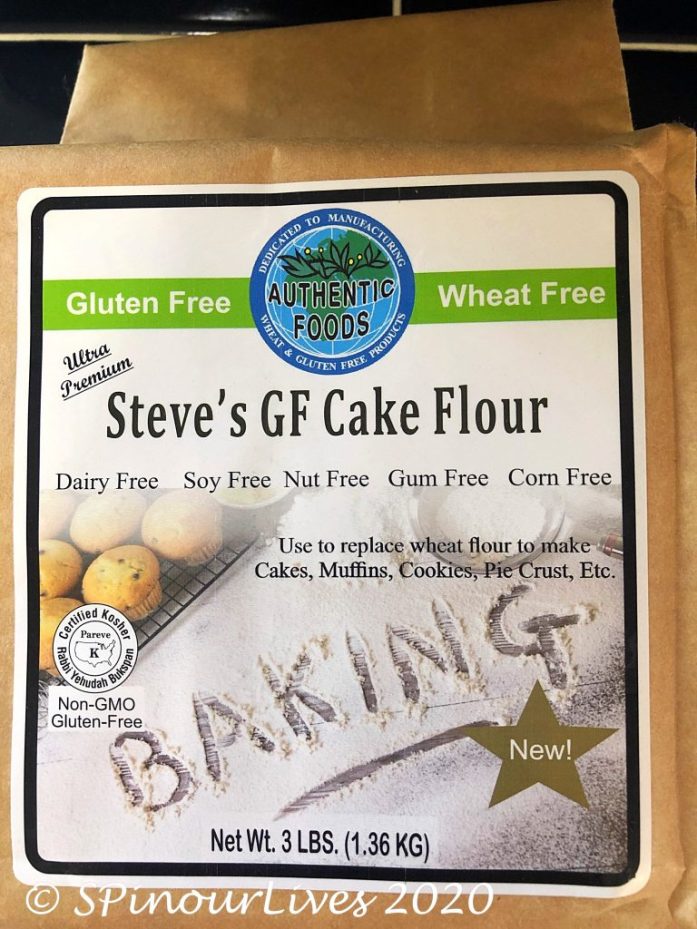 Gluten Free
DEDICATED TO MANUFACTURING
AUTHENTIC
FOODS
WHEAT & GLUTEN FREE PRODUCTS
Wheat Free
Ultra
Premium
Steve's GF Cake Flour
Dairy Free Soy Free Nut Free Gum Free Corn Free
Use to replace wheat flour to make
Cakes, Muffins, Cookies, Pie Crust, Etc.
Certified Kosher
Pareve
K
Rabbi Yehudah Bukspan
Non-GMO
Gluten-Free
BAKING
New!
Net Wt. 3 LBS. (1.36 KG)
© SPinourLives 2020